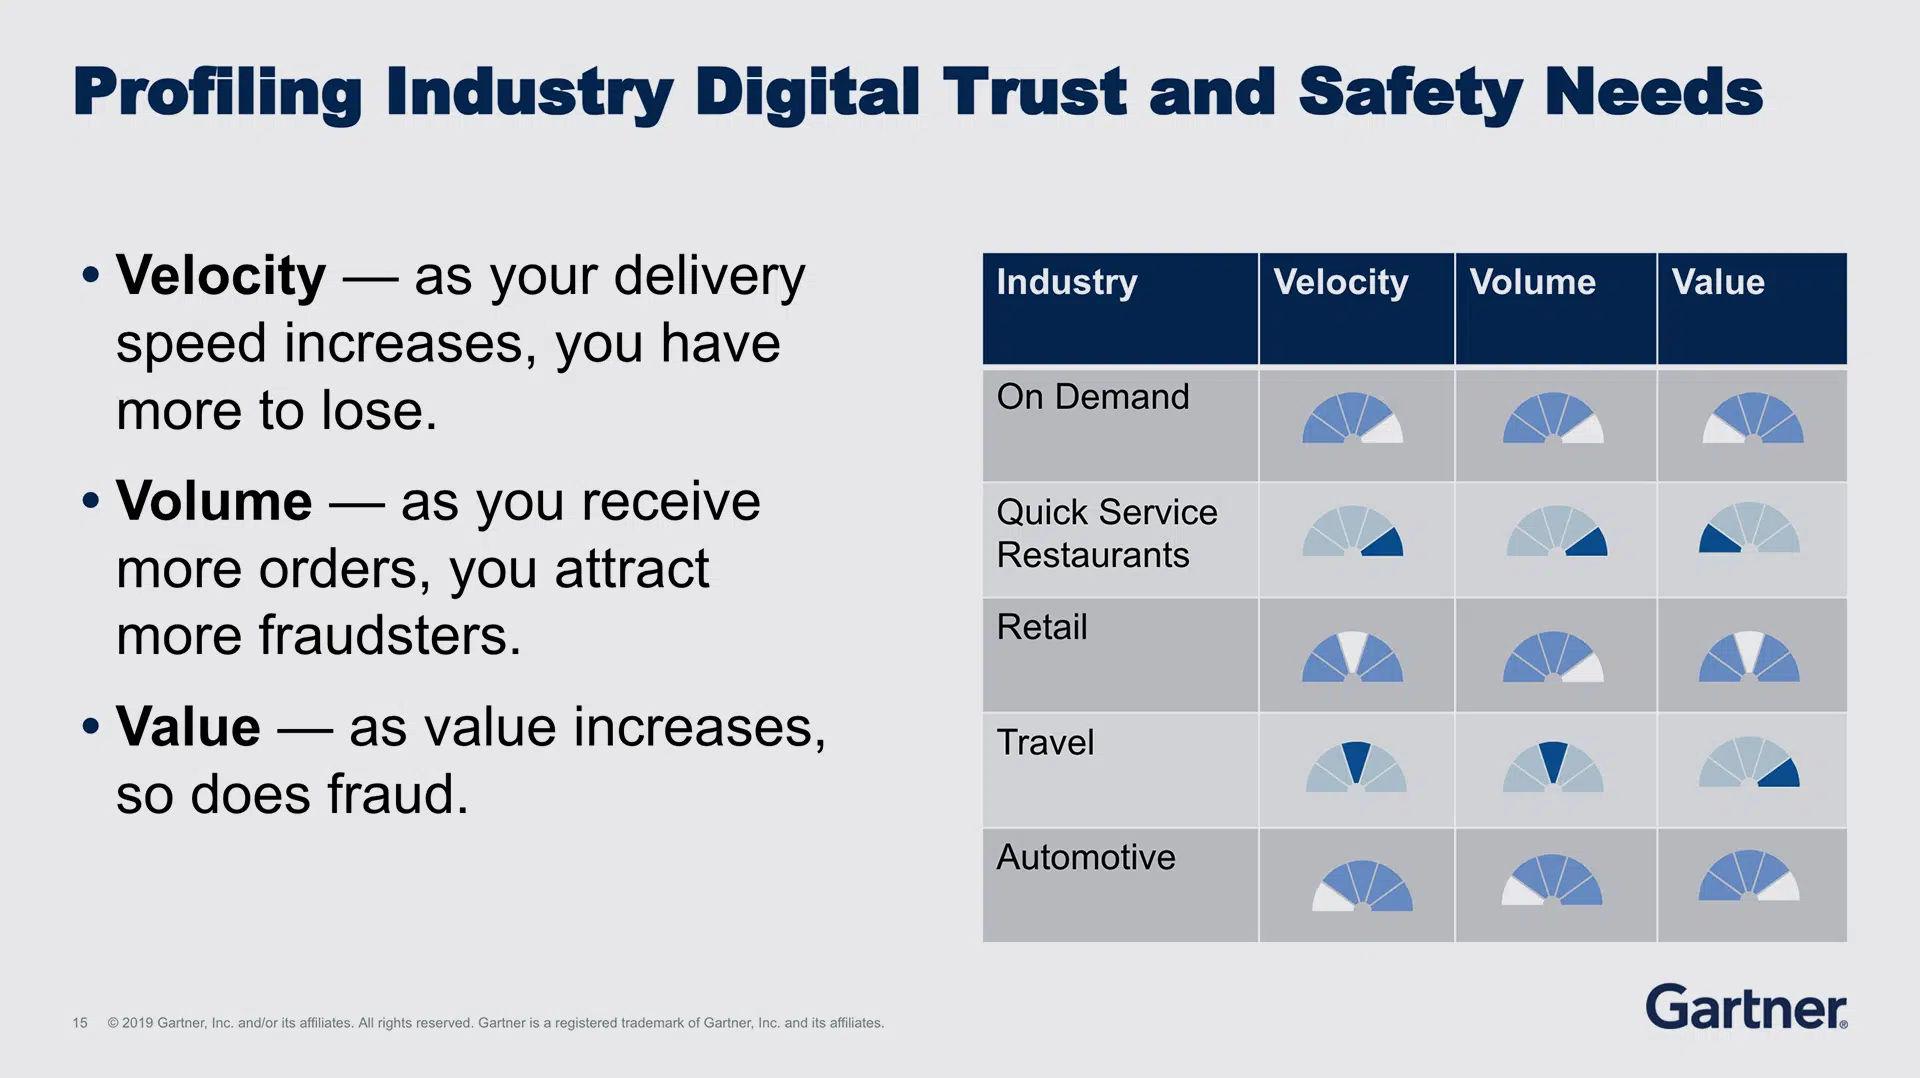 Profiling Industry Digital Trust and Safety Needs
• Velocity — as your delivery
speed increases, you have
more to lose.
• Volume — as you receive
more orders, you attract
more fraudsters.
• Value — as value increases,
so does fraud.
Industry Velocity Volume Value
On Demand
Quick Service
Restaurants
Retail
Travel
Automotive
15 © 2019 Gartner, Inc. and/or its affiliates. All rights reserved. Gartner is a registered trademark of Gartner, Inc. and its affiliates.
Gartner®